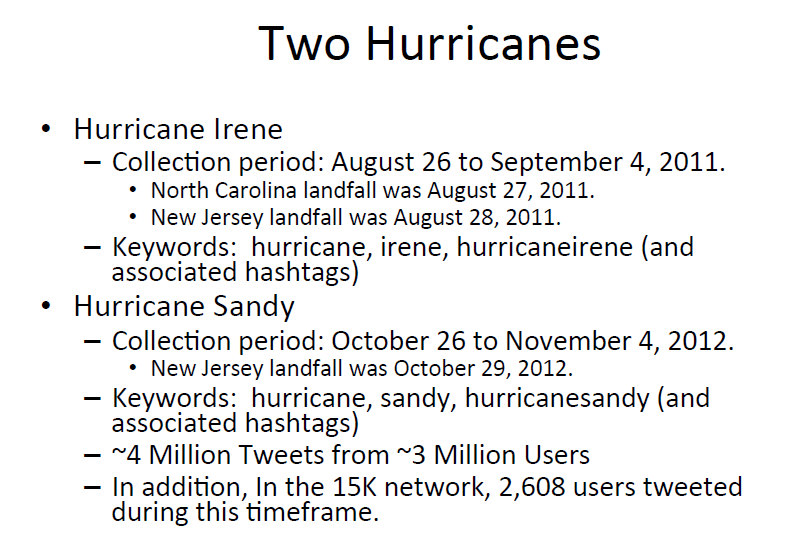 Two Hurricanes
• Hurricane Irene
– Collection period: August 26 to September 4, 2011.
• North Carolina landfall was August 27, 2011.
• New Jersey landfall was August 28, 2011.
– Keywords:  hurricane, irene, hurricaneirene (and
associated hashtags)
• Hurricane Sandy
– Collection period: October 26 to November 4, 2012.
• New Jersey landfall was October 29, 2012.
– Keywords:  hurricane, sandy, hurricanesandy (and
associated hashtags)
– ~4 Million Tweets from ~3 Million Users
– In addition, In the 15K network, 2,608 users tweeted
during this timeframe.